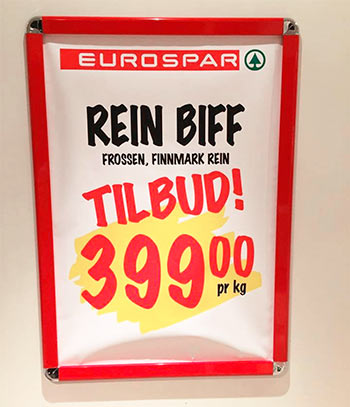 EUROSPAR
REIN BIFF
FROSSEN, FINNMARK REIN
TILBUD!
39900
pr kg